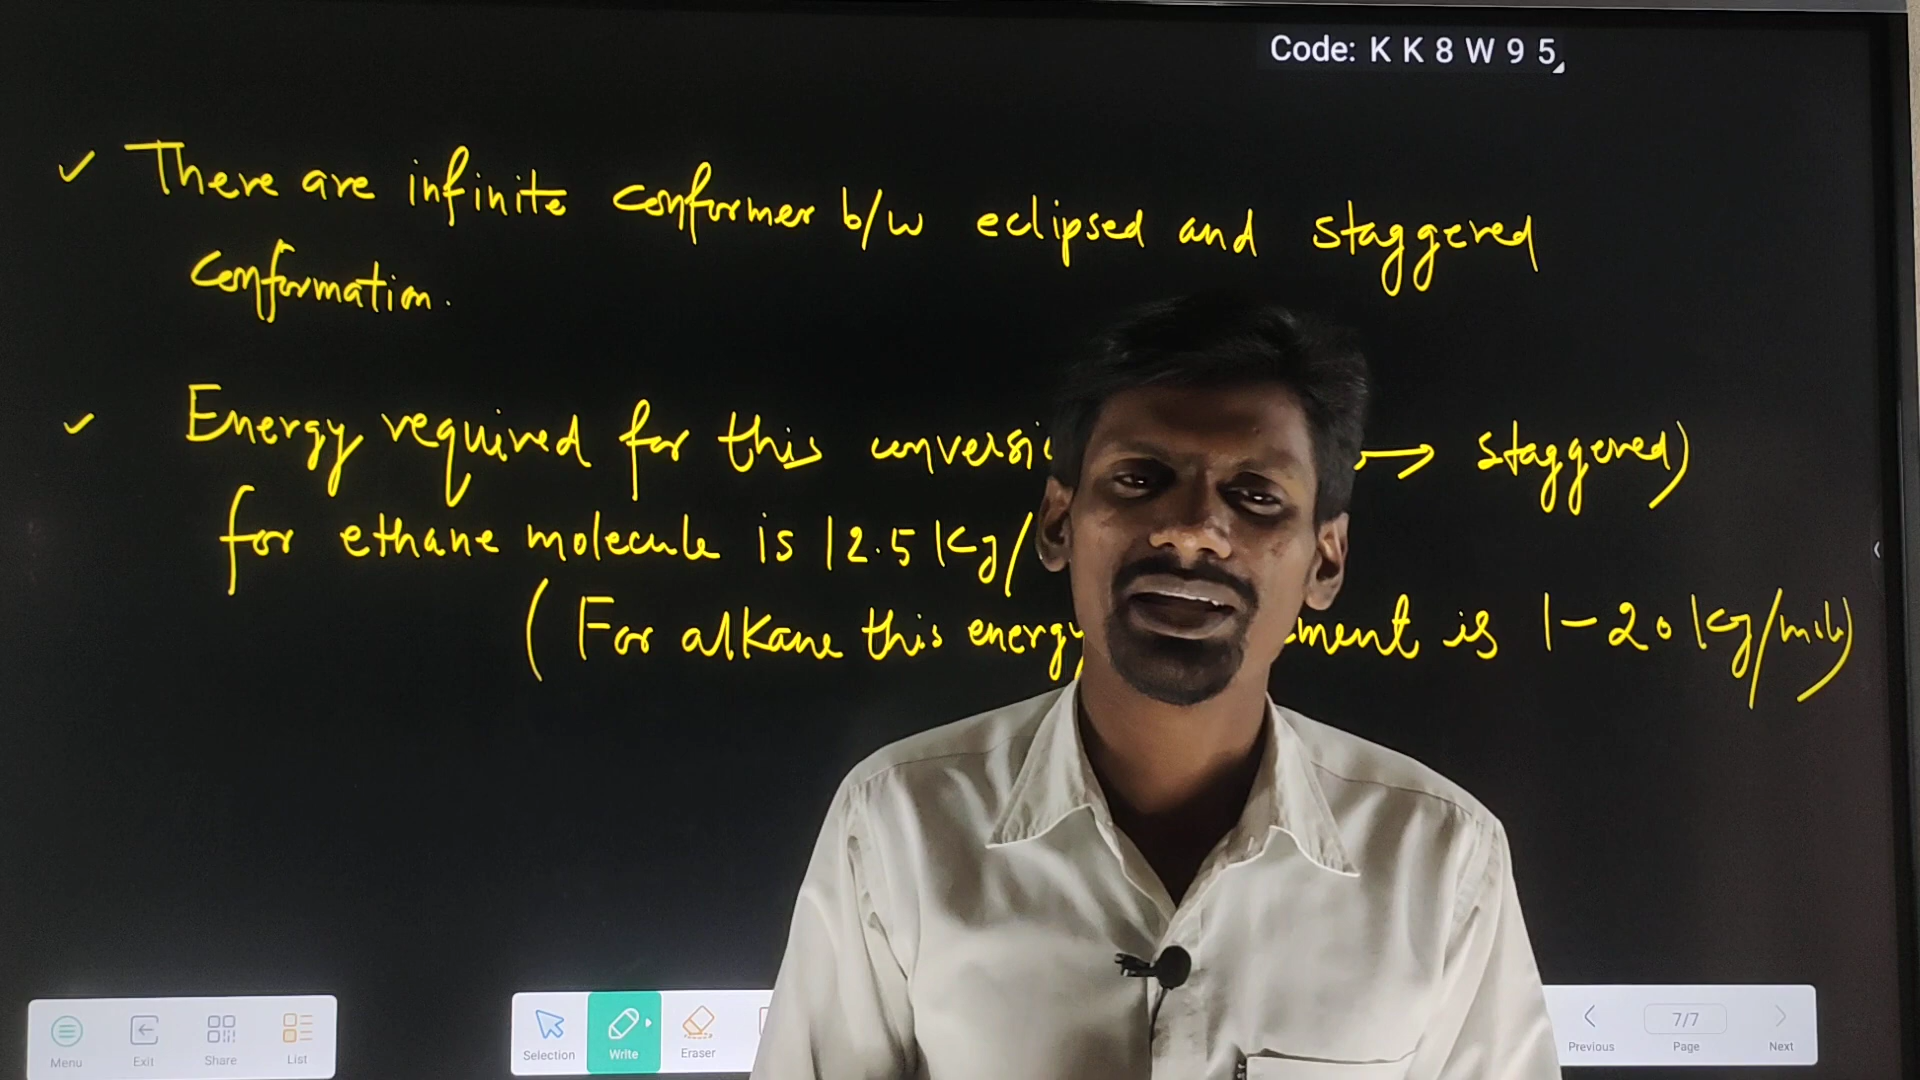 Code: K K 8 W 9 5
✓ There are infinite conformer b/w eclipsed and staggered
conformation.
✓ Energy required for this → staggered)
for ethane molecule is 12.5 KJ/
(For alkane this energy is 1-20 KJ/mol)
Menu Exit Share List Selection Write Eraser Previous 7/7 Page Next